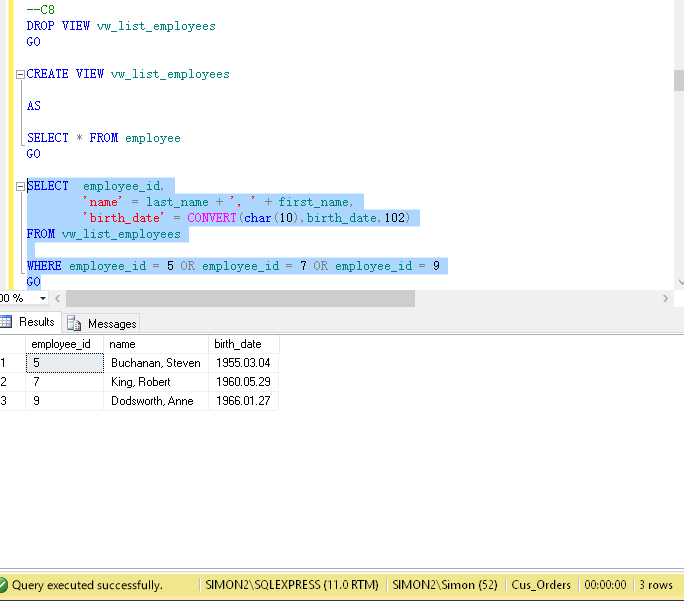 --C8
DROP VIEW vw_list_employees
GO
CREATE VIEW vw_list_employees
AS
SELECT * FROM employee
GO
SELECT employee_id,
'name' = last_name + ', ' + first_name,
'birth_date' = CONVERT(char(10),birth_date,102)
FROM vw_list_employees
WHERE employee_id = 5 OR employee_id = 7 OR employee_id = 9
GO
00 %
Results Messages
employee_id name birth_date
1 5 Buchanan, Steven 1955.03.04
2 7 King, Robert 1960.05.29
3 9 Dodsworth, Anne 1966.01.27
Query executed successfully. SIMON2\SQLEXPRESS (11.0 RTM) SIMON2\Simon (52) Cus_Orders 00:00:00 3 rows